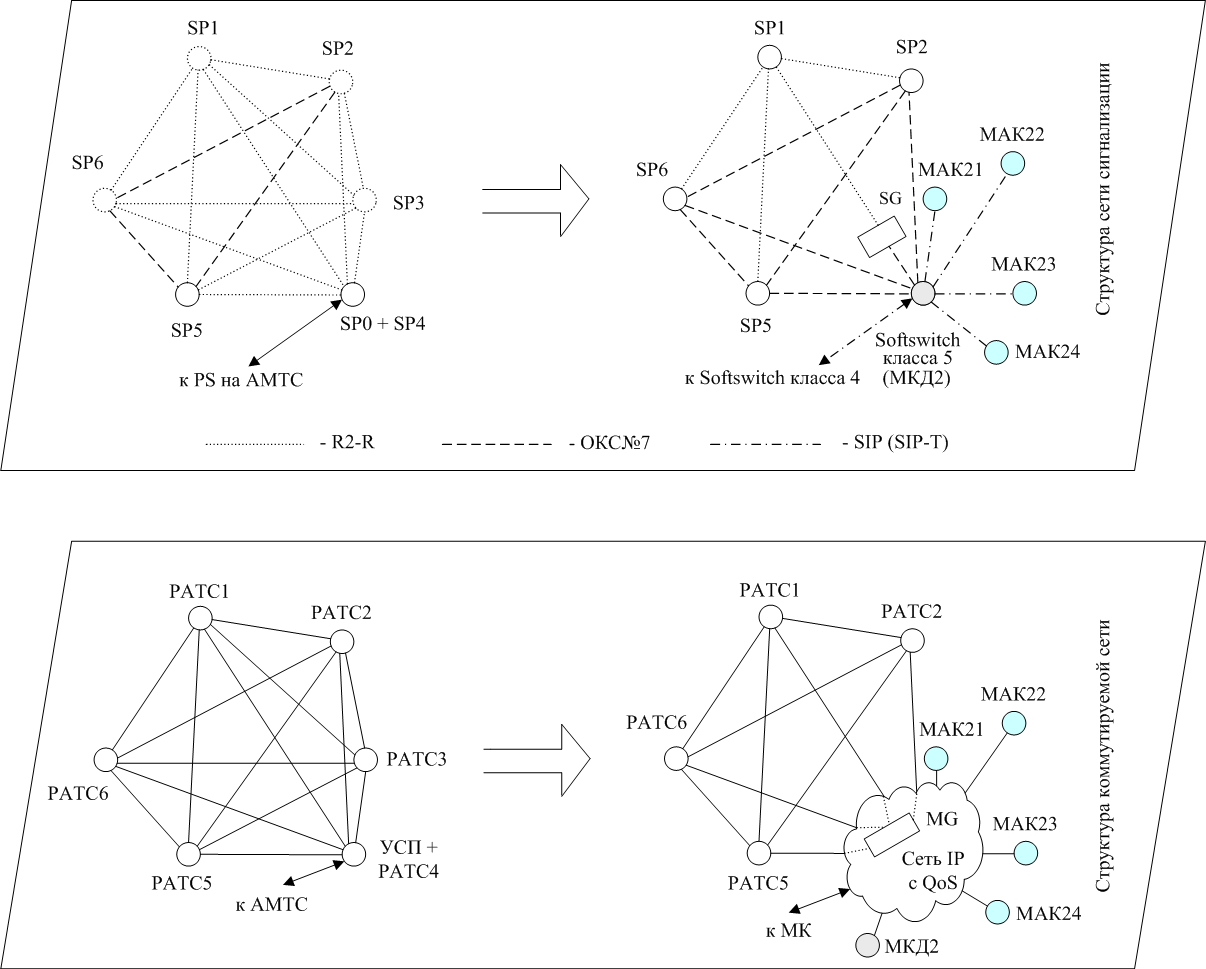 SP1
SP2
SP6
SP3
SP5
SP0 + SP4
к PS на АМТС
SP1
SP2
SP6
SG
МАК21
МАК22
МАК23
МАК24
SP5
Softswitch
класса 5
(МКД2)
к Softswitch класса 4
Структура сети сигнализации
- R2-R
- ОКС№7
- SIP (SIP-T)
РАТС1
РАТС2
РАТС3
РАТС6
РАТС5
УСП +
РАТС4
к АМТС
РАТС1
РАТС2
РАТС6
РАТС5
МАК21
МАК22
МАК23
МАК24
MG
Сеть IP
с QoS
к МК
МКД2
Структура коммутируемой сети